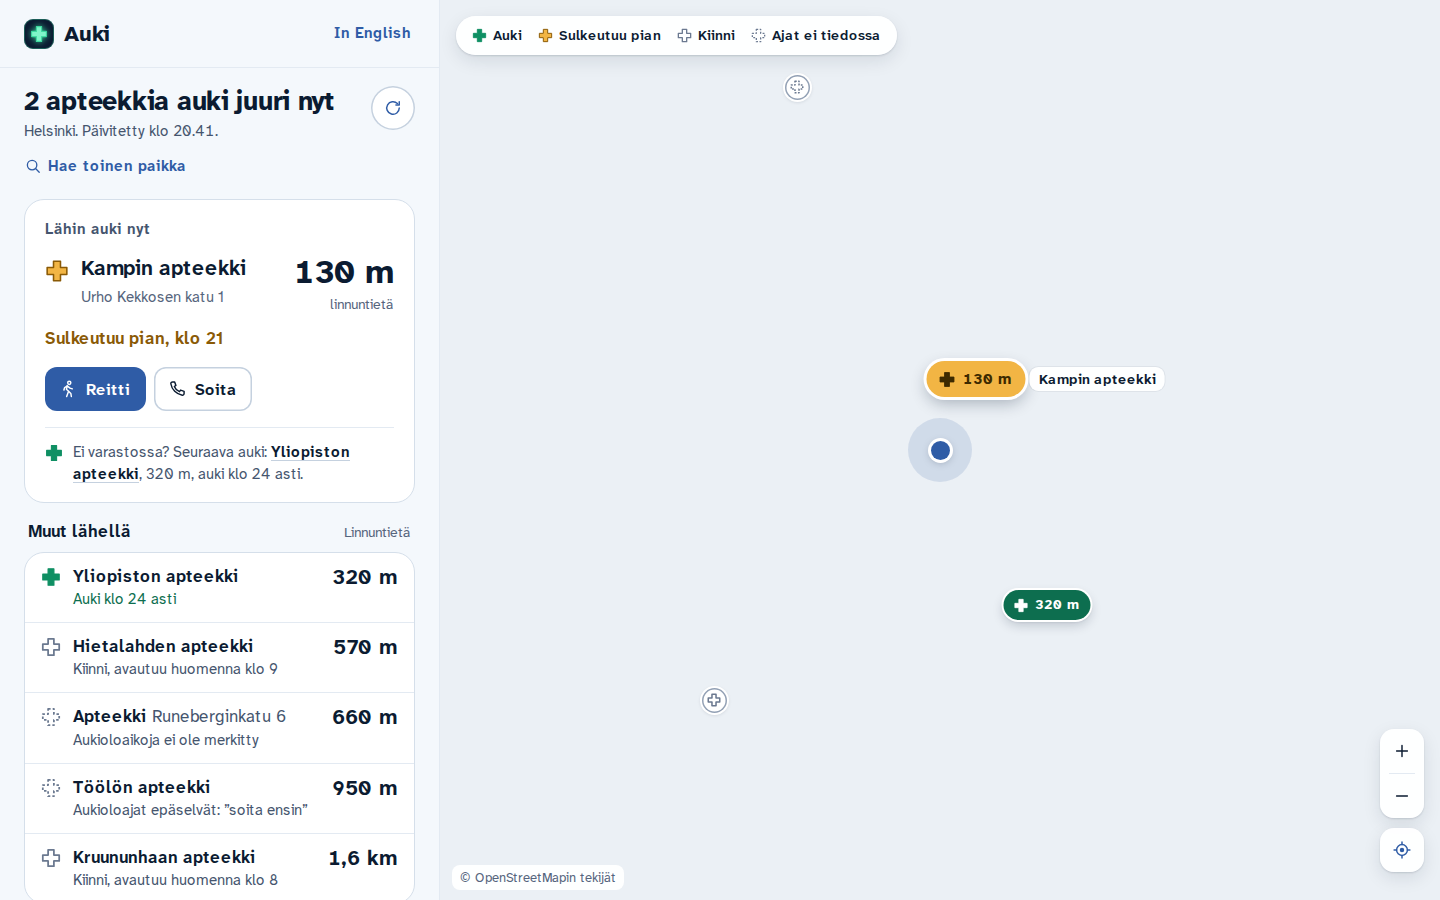 Auki
In English
2 apteekkia auki juuri nyt
Helsinki. Päivitetty klo 20.41.
Hae toinen paikka
Lähin auki nyt
Kampin apteekki
130 m
Urho Kekkosen katu 1
linnuntietä
Sulkeutuu pian, klo 21
Reitti
Soita
Ei varastossa? Seuraava auki: Yliopiston
apteekki, 320 m, auki klo 24 asti.
Muut lähellä
Linnuntietä
Yliopiston apteekki
320 m
Auki klo 24 asti
Hietalahden apteekki
570 m
Kiinni, avautuu huomenna klo 9
Apteekki Runeberginkatu 6
660 m
Aukioloaikoja ei ole merkitty
Töölön apteekki
950 m
Aukioloajat epäselvät: ”soita ensin”
Kruununhaan apteekki
1,6 km
Kiinni, avautuu huomenna klo 8
Auki
Sulkeutuu pian
Kiinni
Ajat ei tiedossa
130 m
Kampin apteekki
320 m
+
−
© OpenStreetMapin tekijät